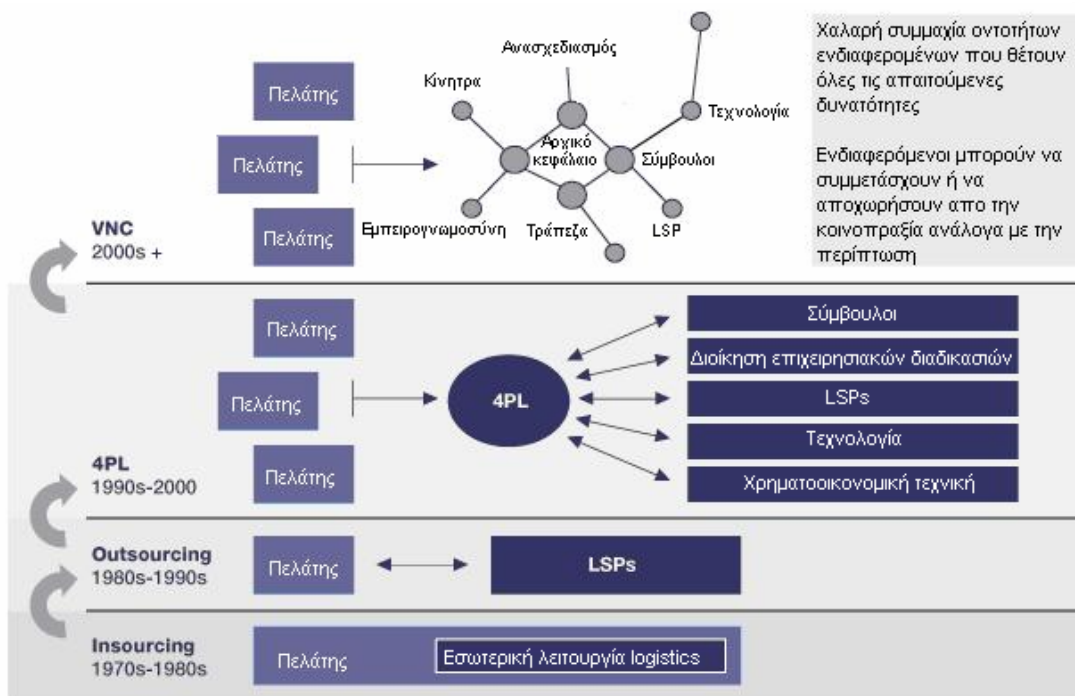 Ανασχεδιασμός
Κίνητρα
Τεχνολογία
Αρχικό
κεφάλαιο
Σύμβουλοι
Εμπειρογνωμοσύνη
Τράπεζα
LSP
Χαλαρή συμμαχία οντοτήτων
ενδιαφερομένων που θέτουν
όλες τις απαιτούμενες
δυνατότητες
Ενδιαφερόμενοι μπορούν να
συμμετάσχουν ή να
αποχωρήσουν απο την
κοινοπραξία ανάλογα με την
περίπτωση
Πελάτης
Πελάτης
Πελάτης
VNC
2000s +
Πελάτης
Πελάτης
Πελάτης
4PL
1990s-2000
4PL
Σύμβουλοι
Διοίκηση επιχειρησιακών διαδικασιών
LSPs
Τεχνολογία
Χρηματοοικονομική τεχνική
Outsourcing
1980s-1990s
Πελάτης
LSPs
Insourcing
1970s-1980s
Πελάτης
Εσωτερική λειτουργία logistics